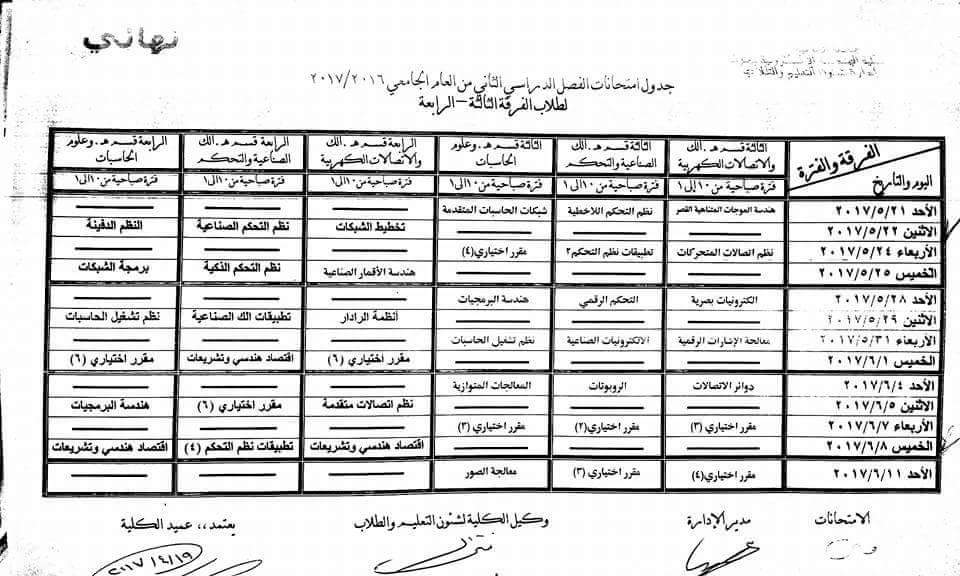 نهائي
جدول امتحانات الفصل الدراسي الثاني من العام الجامعي ٢٠١٧/٢٠١٦
لطلاب الفرقة الثالثة - الرابعة
الفرقة والفترة
اليوم والتاريخ
الثالثة قسم هـ. الك والاتصالات الكهربية
الثالثة قسم هـ. الك الصناعية والتحكم
الثالثة قسم هـ. وعلوم الحاسبات
الرابعة قسم هـ. الك والاتصالات الكهربية
الرابعة قسم هـ. الك الصناعية والتحكم
الرابعة قسم هـ. وعلوم الحاسبات
فترة صباحية من ١٠ الى ١ فترة صباحية من ١٠ الى ١ فترة صباحية من ١٠ الى ١ فترة صباحية من ١٠ الى ١ فترة صباحية من ١٠ الى ١ فترة صباحية من ١٠ الى ١
الأحد ٢٠١٧/٥/٢١ هندسة الموجات المتناهية القصر نظم التحكم اللاخطية شبكات الحاسبات المتقدمة
الاثنين ٢٠١٧/٥/٢٢ تخطيط الشبكات نظم التحكم الصناعية النظم الدفينة
الأربعاء ٢٠١٧/٥/٢٤ نظم اتصالات المتحركات تطبيقات نظم التحكم٢ مقرر اختياري(٤)
الخميس ٢٠١٧/٥/٢٥ هندسة الأقمار الصناعية نظم التحكم الذكية برمجة الشبكات
الأحد ٢٠١٧/٥/٢٨ الكترونيات بصرية التحكم الرقمي هندسة البرمجيات
الاثنين ٢٠١٧/٥/٢٩ أنظمة الرادار تطبيقات الك الصناعية نظم تشغيل الحاسبات
الأربعاء ٢٠١٧/٥/٣١ معالجة الإشارات الرقمية الالكترونيات الصناعية نظم تشغيل الحاسبات
الخميس ٢٠١٧/٦/١ مقرر اختياري (٦) اقتصاد هندسي وتشريعات مقرر اختياري (٦)
الأحد ٢٠١٧/٦/٤ دوائر الاتصالات الروبوتات المعالجات المتوازية
الاثنين ٢٠١٧/٦/٥ نظم اتصالات متقدمة مقرر اختياري (٦) هندسة البرمجيات
الأربعاء ٢٠١٧/٦/٧ مقرر اختياري (٣) مقرر اختياري(٢) مقرر اختياري (٣)
الخميس ٢٠١٧/٦/٨ اقتصاد هندسي وتشريعات تطبيقات نظم التحكم (٤) اقتصاد هندسي وتشريعات
الأحد ٢٠١٧/٦/١١ مقرر اختياري(٤) مقرر اختياري (٣) معالجة الصور
الامتحانات مدير الإدارة وكيل الكلية لشئون التعليم والطلاب يعتمد،، عميد الكلية
٢٠١٧/٤/١٩